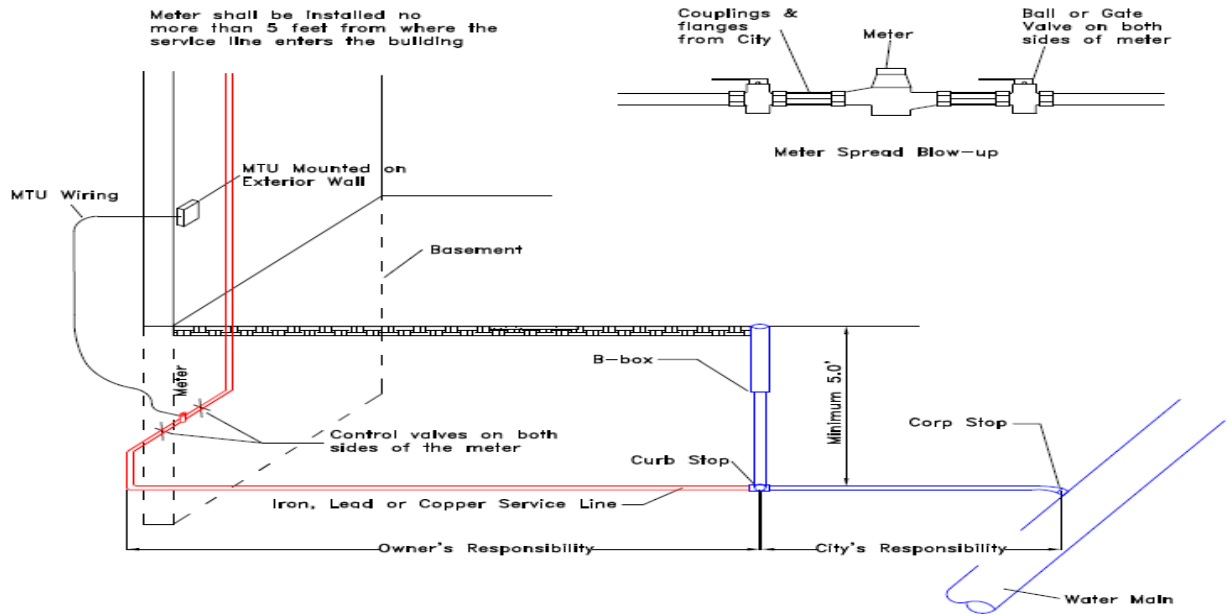 Meter shall be installed no
more than 5 feet from where the
service line enters the building
Couplings &
flanges
from City
Meter
Ball or Gate
Valve on both
sides of meter
Meter Spread Blow-up
MTU Mounted on
Exterior Wall
MTU Wiring
Basement
B-box
Minimum 5.0'
Meter
Corp Stop
Control valves on both
sides of the meter
Curb Stop
Iron, Lead or Copper Service Line
Owner's Responsibility
City's Responsibility
Water Main